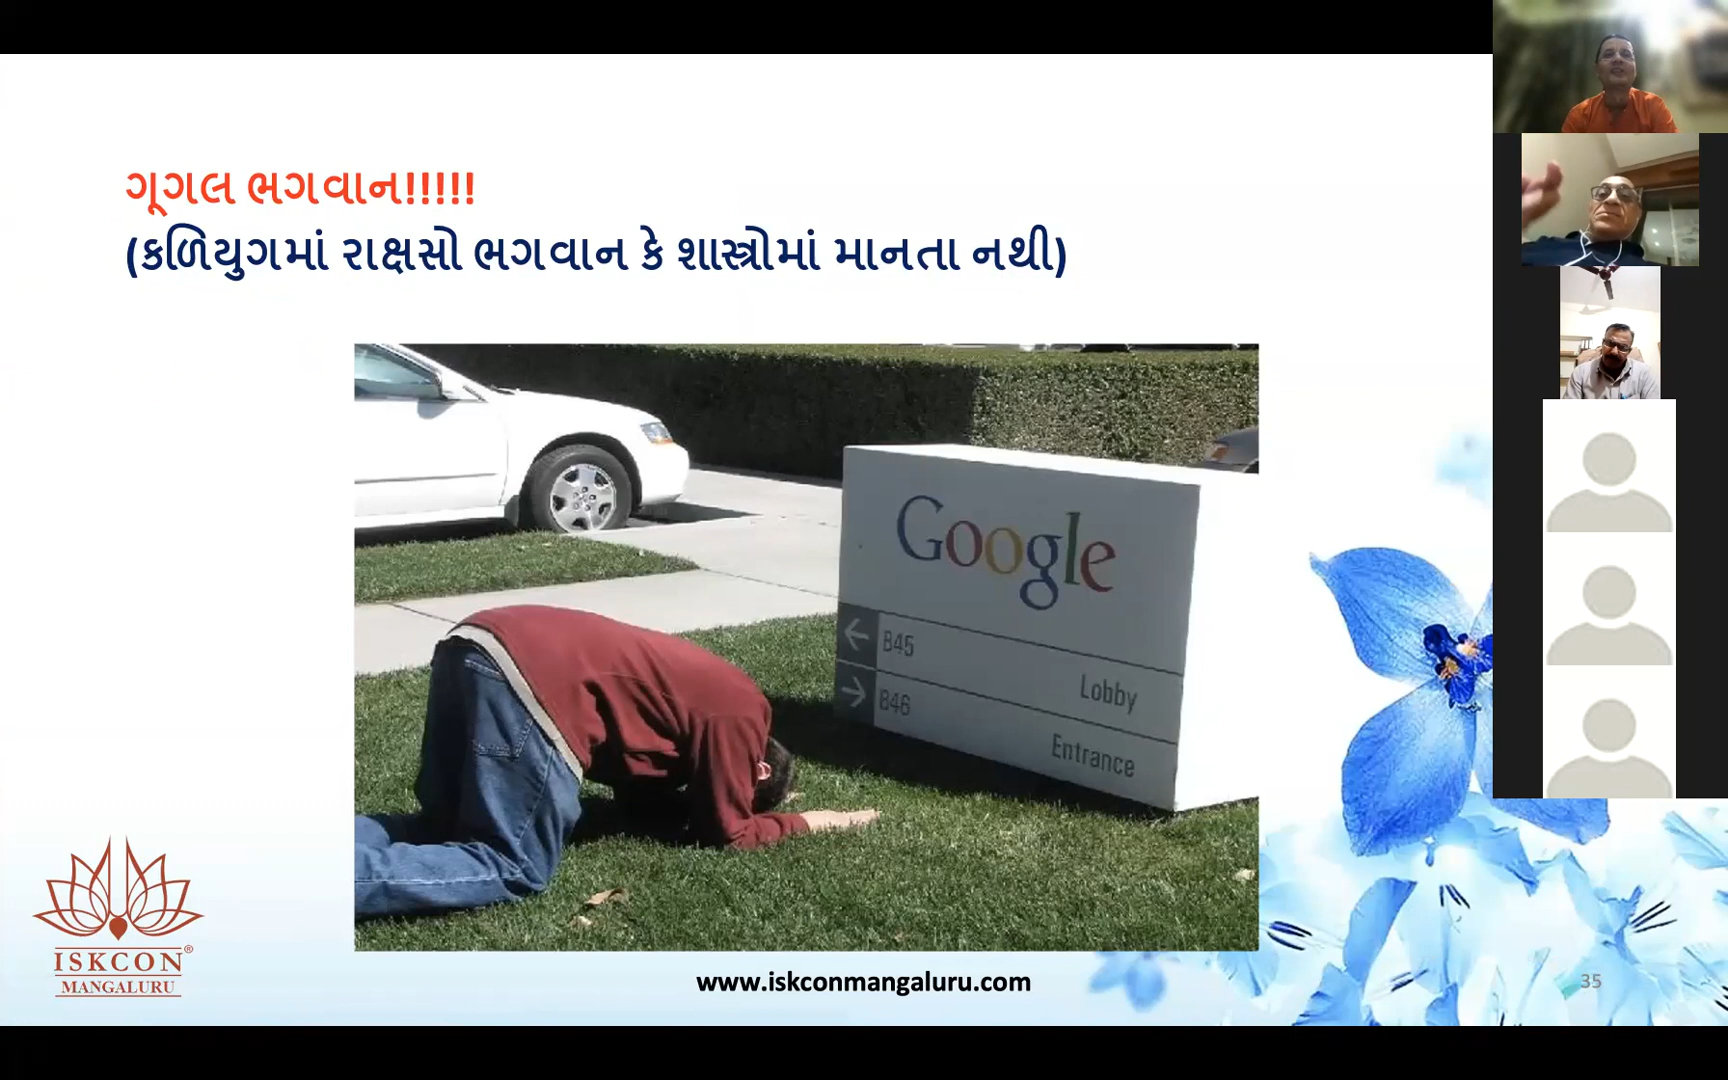 ગૂગલ ભગવાન!!!!!
(કળિયુગમાં રાક્ષસો ભગવાન કે શાસ્ત્રોમાં માનતા નથી)
Google
B45
Lobby
B46
Entrance
ISKCON®
MANGALURU
www.iskconmangaluru.com
35